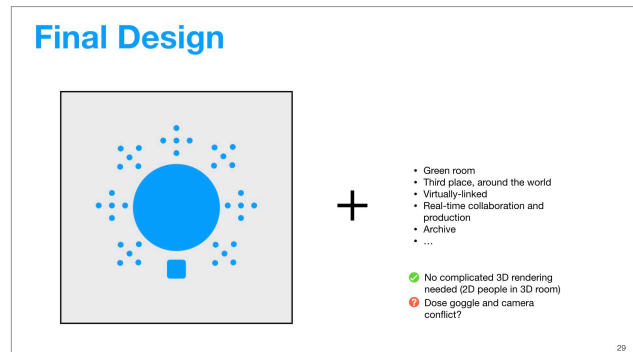 Final Design
• Green room
• Third place, around the world
• Virtually-linked
• Real-time collaboration and
production
• Archive
• ...
No complicated 3D rendering
needed (2D people in 3D room)
? Dose goggle and camera
conflict?
29